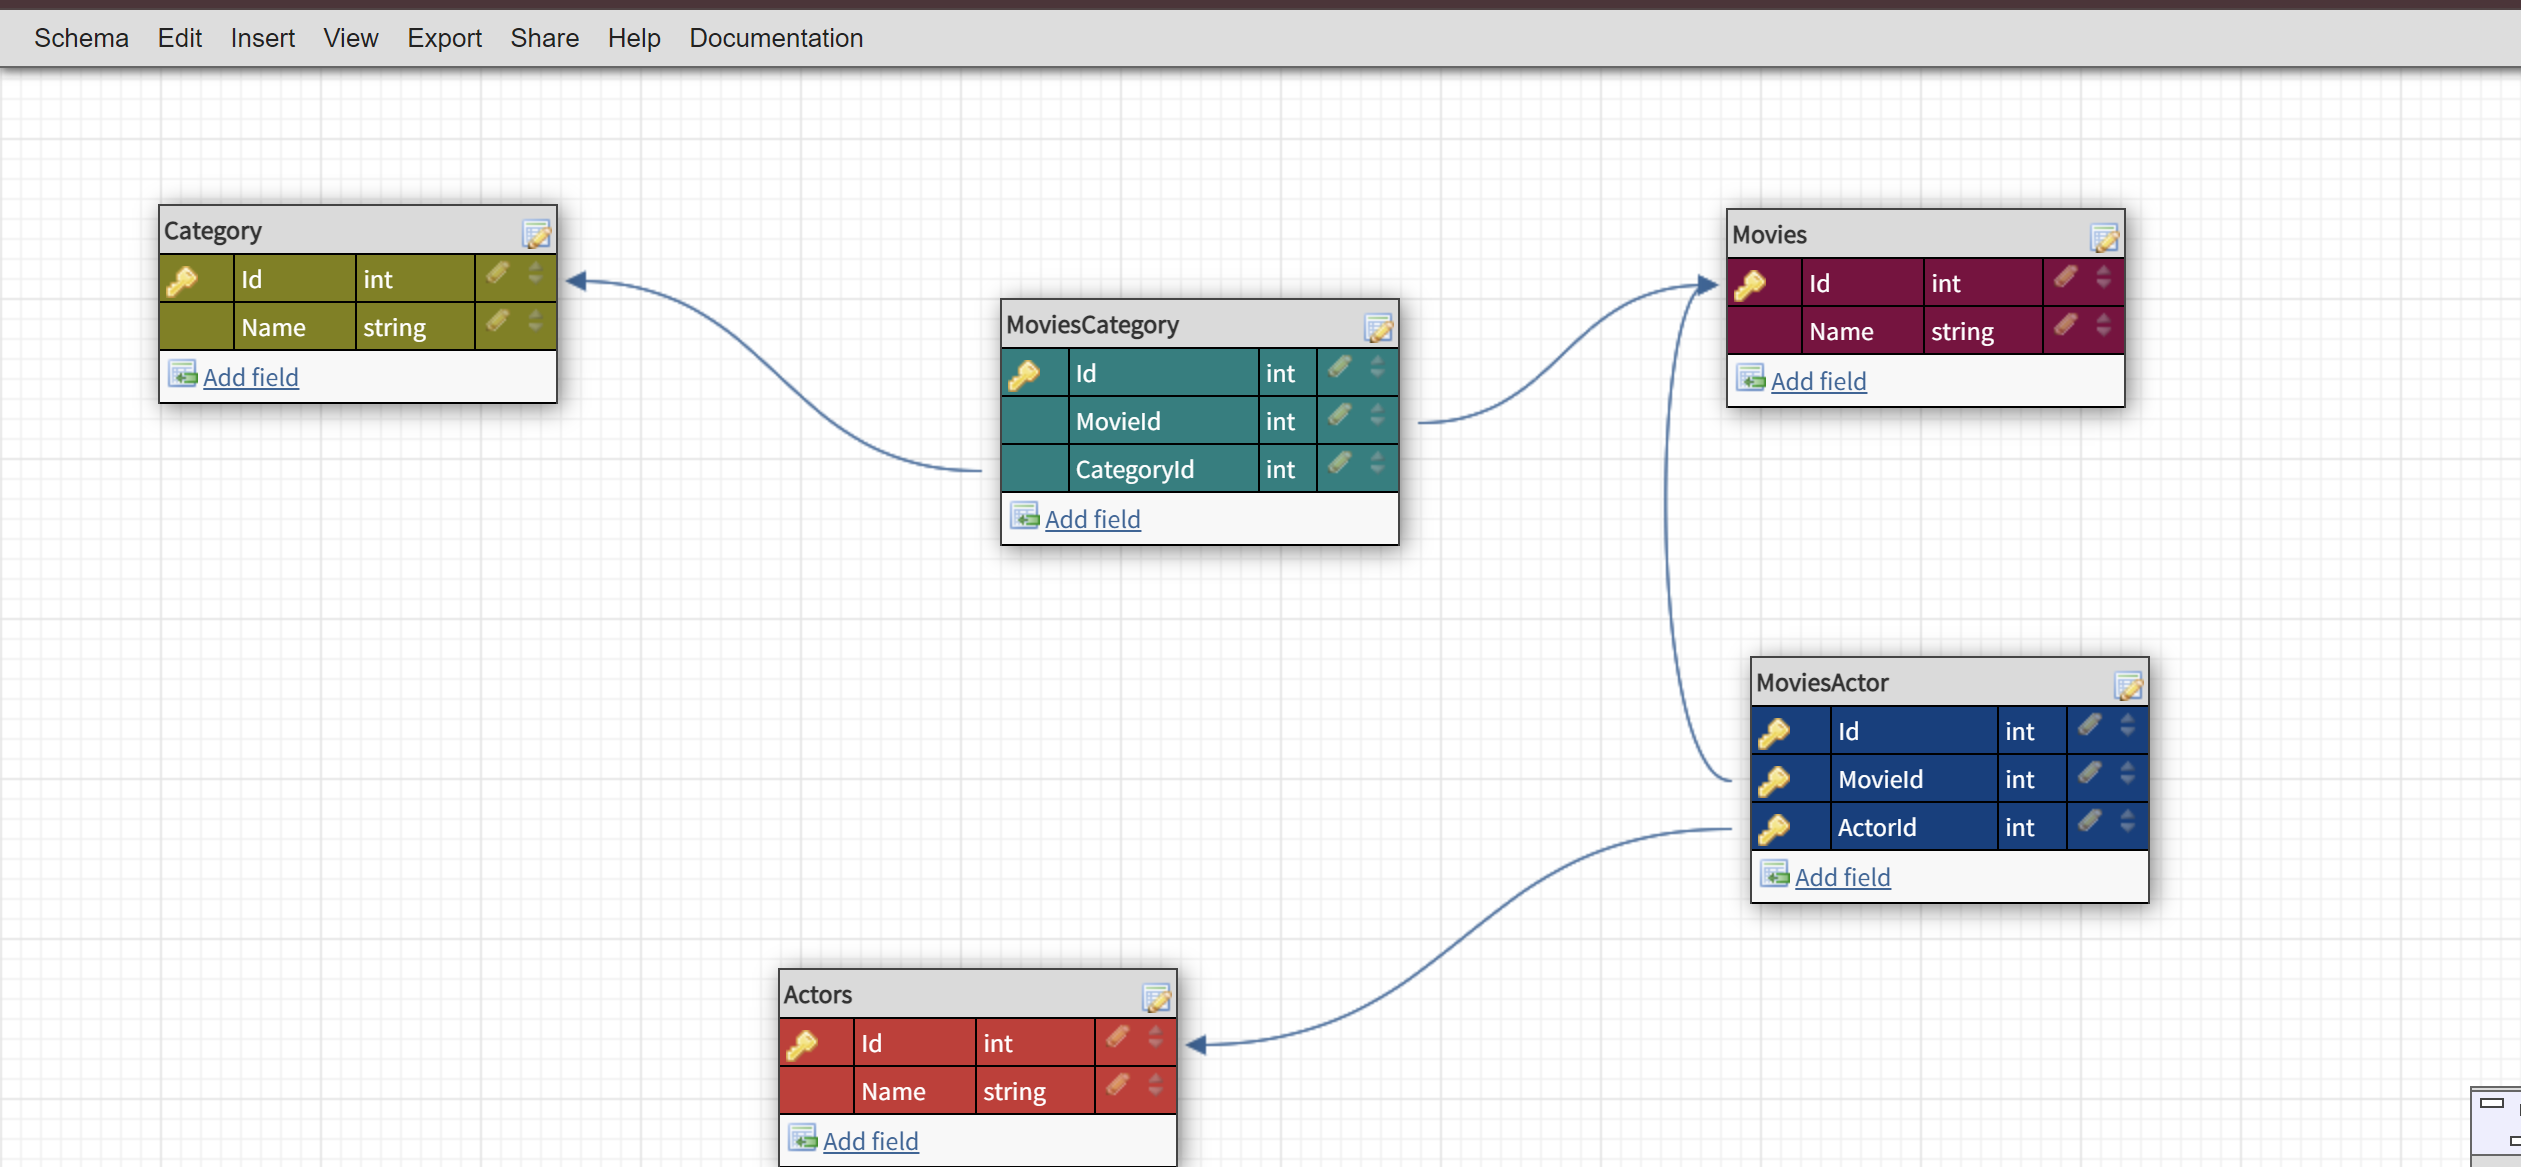 Schema Edit Insert View Export Share Help Documentation
Category
Id int
Name string
Add field
MoviesCategory
Id int
MovieId int
CategoryId int
Add field
Movies
Id int
Name string
Add field
MoviesActor
Id int
MovieId int
ActorId int
Add field
Actors
Id int
Name string
Add field